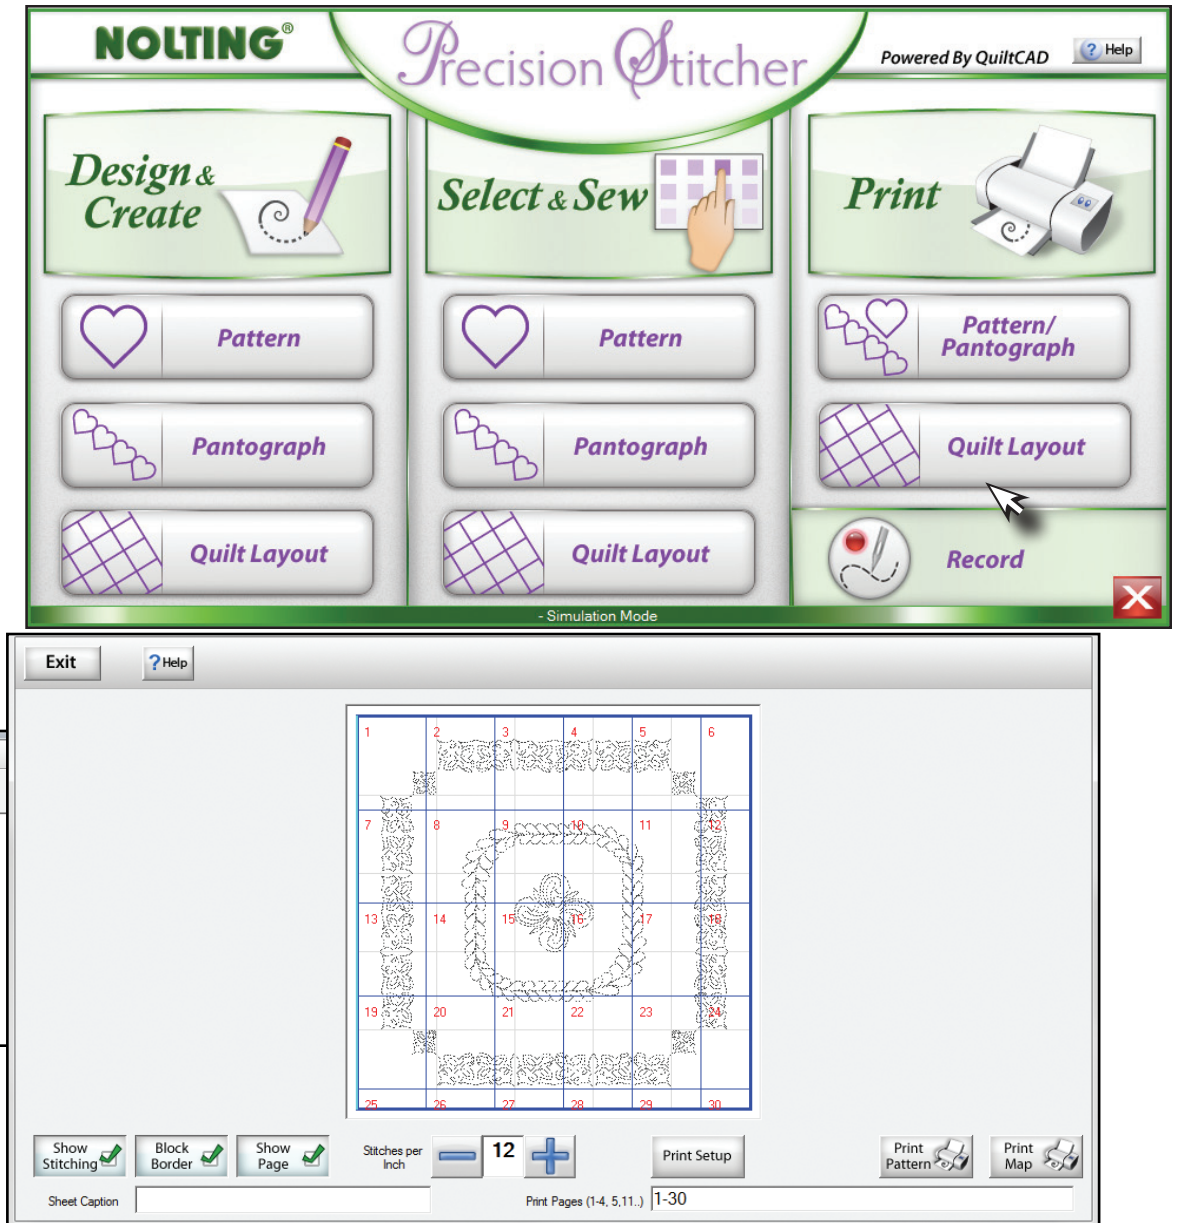 NOLTING®
Precision Stitcher
Powered By QuiltCAD
? Help
Design &
Create
Select & Sew
Print
Pattern
Pattern
Pattern/
Pantograph
Pantograph
Pantograph
Quilt Layout
Quilt Layout
Quilt Layout
Record
- Simulation Mode
Exit
? Help
1 2 3 4 5 6
7 8 9 10 11 12
13 14 15 16 17 18
19 20 21 22 23 24
25 26 27 28 29 30
Show
Stitching
Block
Border
Show
Page
Stitches per
Inch
12
Print Setup
Print
Pattern
Print
Map
Sheet Caption
Print Pages (1-4, 5,11..)
1-30